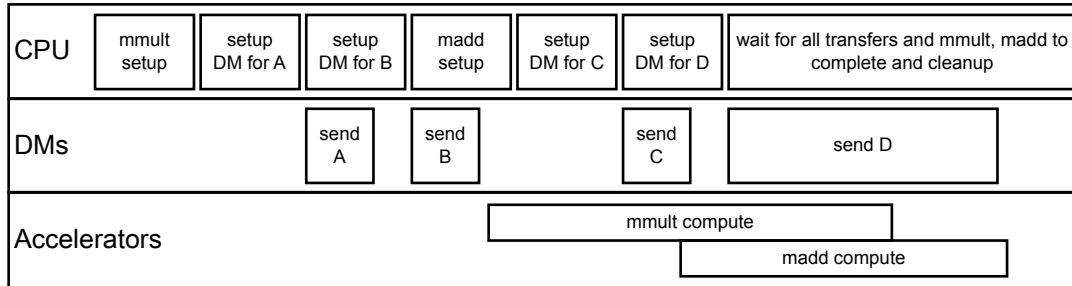 CPU
mmult
setup
setup
DM for A
setup
DM for B
madd
setup
setup
DM for C
setup
DM for D
wait for all transfers and mmult, madd to
complete and cleanup
DMs
send
A
send
B
send
C
send D
Accelerators
mmult compute
madd compute